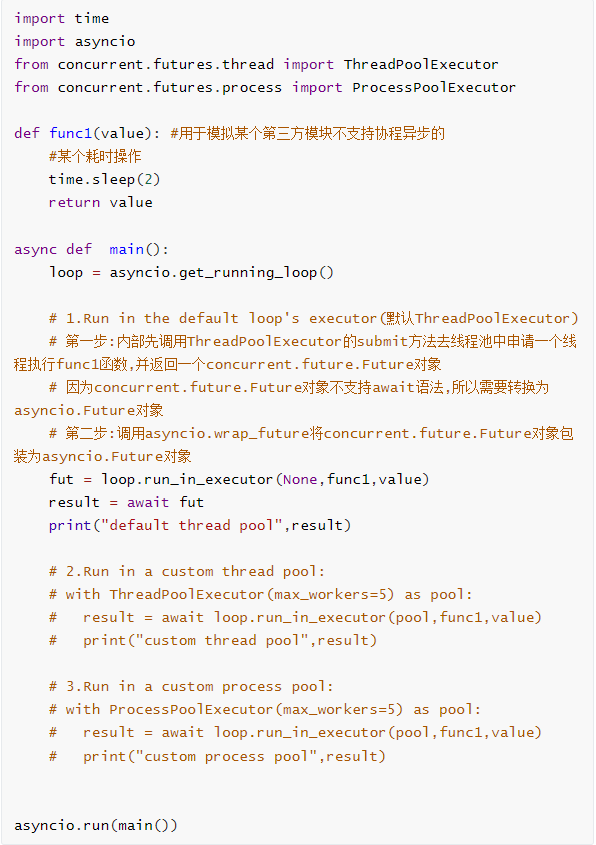 import time
import asyncio
from concurrent.futures.thread import ThreadPoolExecutor
from concurrent.futures.process import ProcessPoolExecutor

def func1(value): #用于模拟某个第三方模块不支持协程异步的
    #某个耗时操作
    time.sleep(2)
    return value

async def  main():
    loop = asyncio.get_running_loop()

    # 1.Run in the default loop's executor(默认ThreadPoolExecutor)
    # 第一步:内部先调用ThreadPoolExecutor的submit方法去线程池中申请一个线
程执行func1函数,并返回一个concurrent.future.Future对象
    # 因为concurrent.future.Future对象不支持await语法,所以需要转换为
asyncio.Future对象
    # 第二步:调用asyncio.wrap_future将concurrent.future.Future对象包
装为asyncio.Future对象
    fut = loop.run_in_executor(None,func1,value)
    result = await fut
    print("default thread pool",result)

    # 2.Run in a custom thread pool:
    # with ThreadPoolExecutor(max_workers=5) as pool:
    #   result = await loop.run_in_executor(pool,func1,value)
    #   print("custom thread pool",result)

    # 3.Run in a custom process pool:
    # with ProcessPoolExecutor(max_workers=5) as pool:
    #   result = await loop.run_in_executor(pool,func1,value)
    #   print("custom process pool",result)


asyncio.run(main())